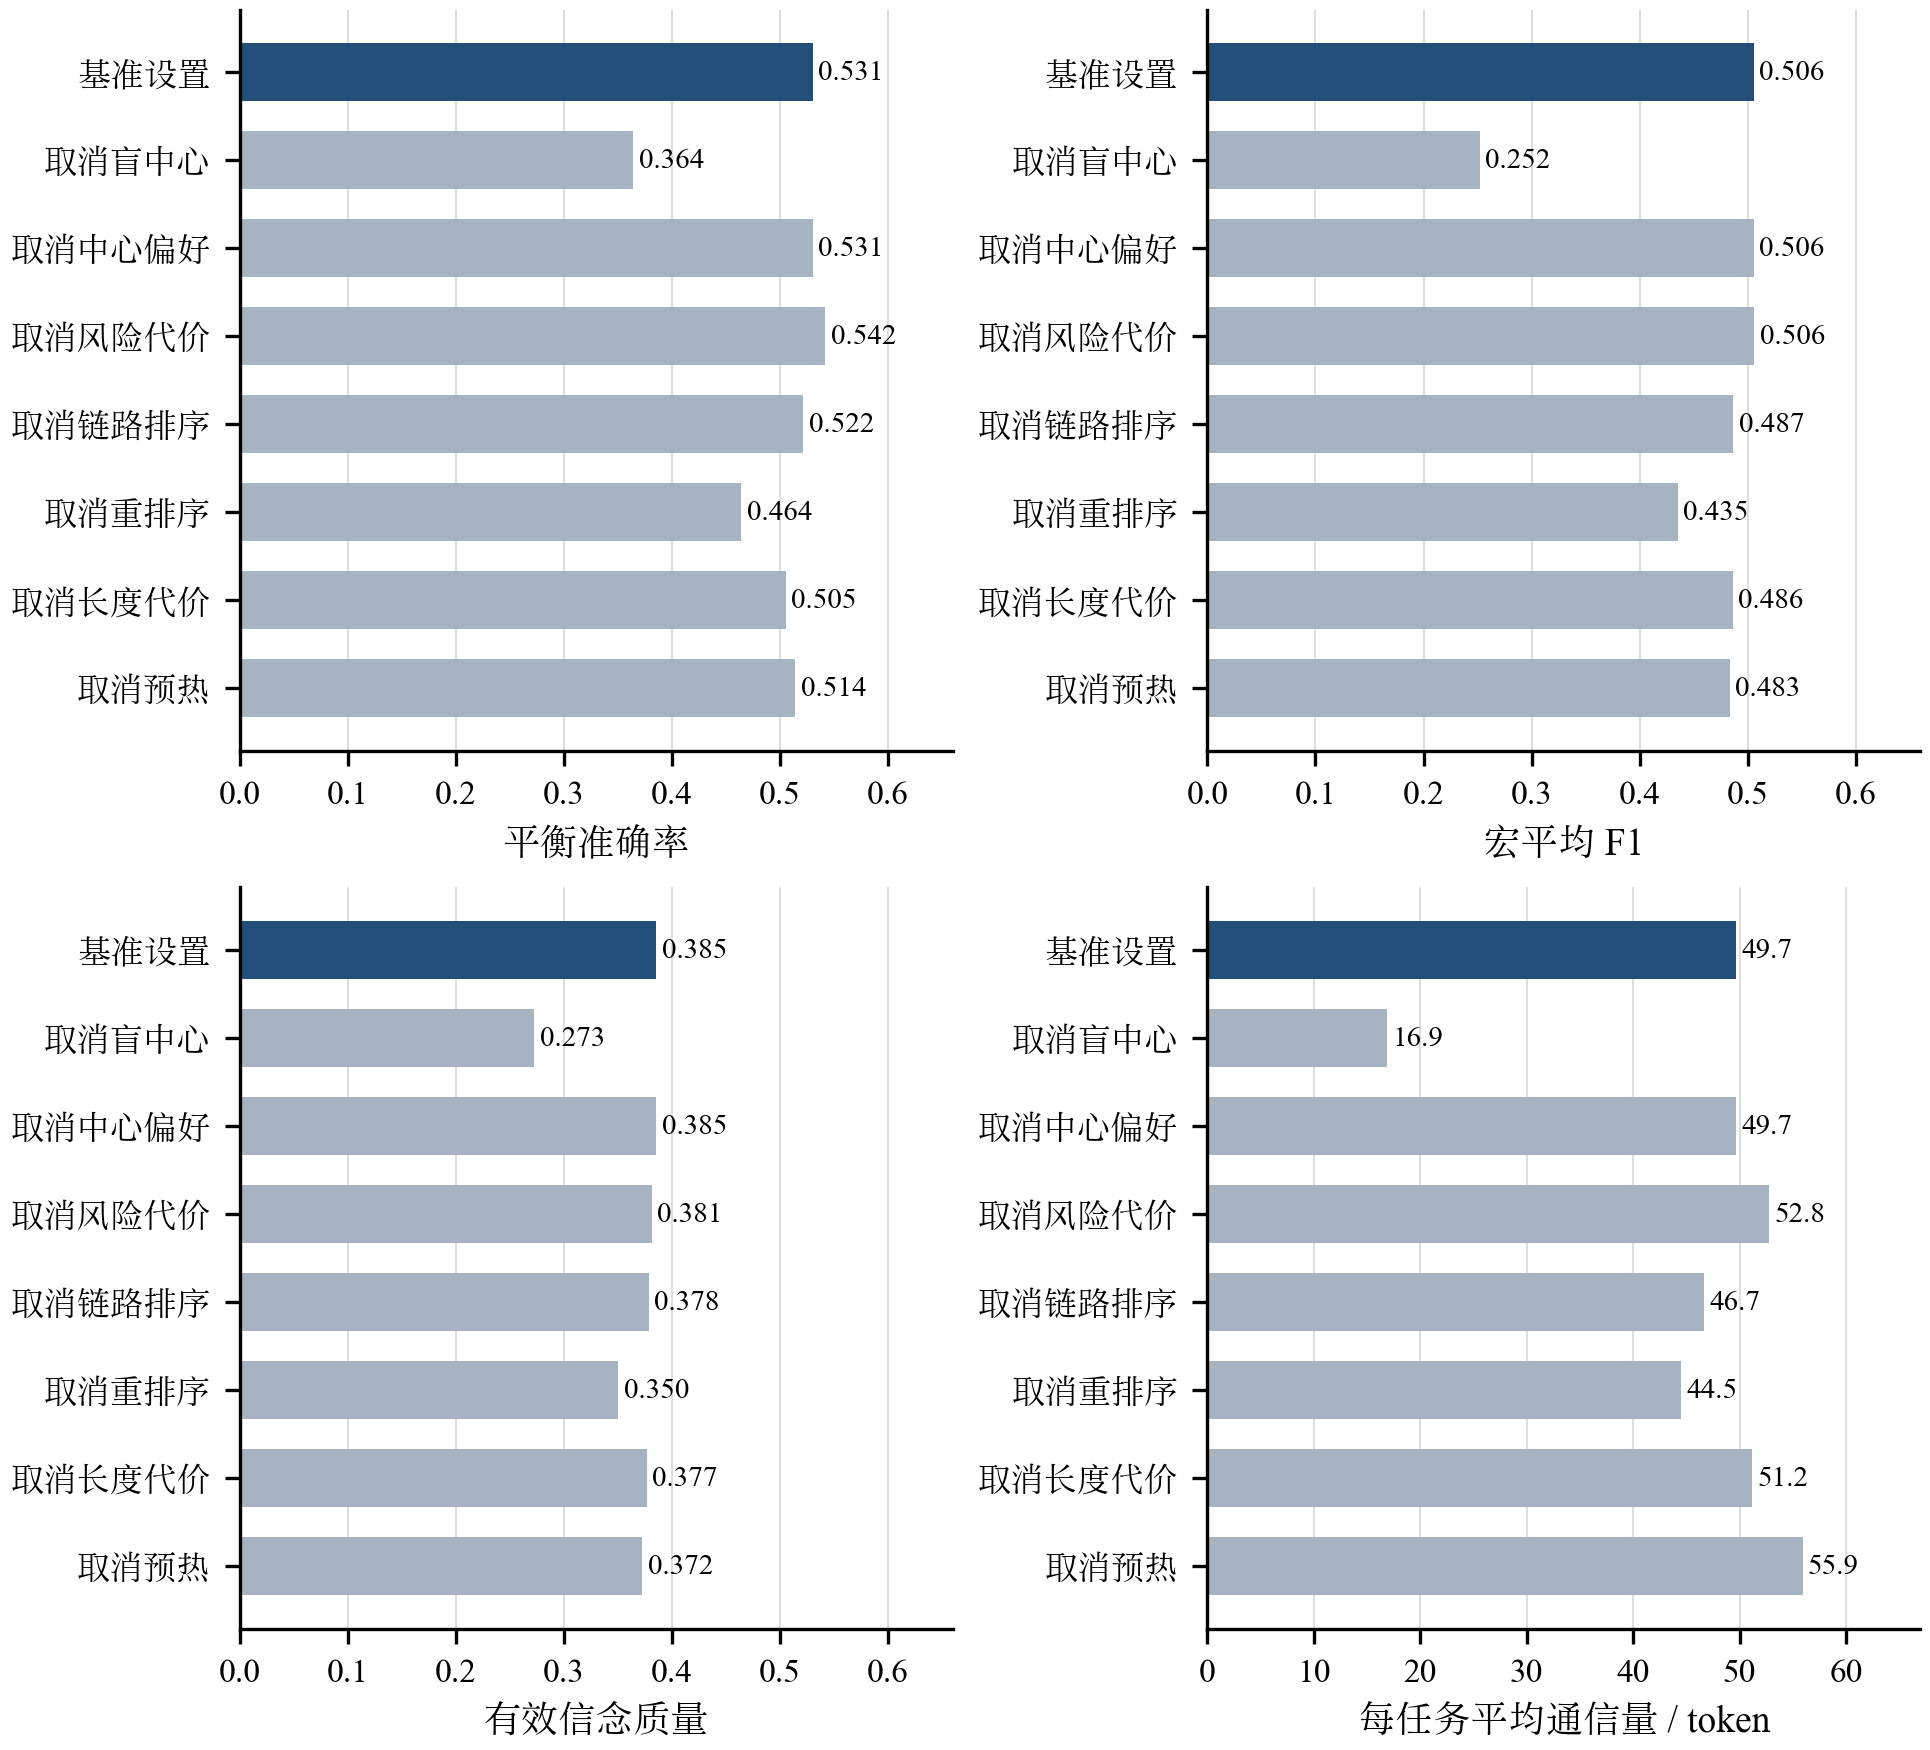 基准设置 0.531
取消盲中心 0.364
取消中心偏好 0.531
取消风险代价 0.542
取消链路排序 0.522
取消重排序 0.464
取消长度代价 0.505
取消预热 0.514
0.0 0.1 0.2 0.3 0.4 0.5 0.6
平衡准确率
基准设置 0.506
取消盲中心 0.252
取消中心偏好 0.506
取消风险代价 0.506
取消链路排序 0.487
取消重排序 0.435
取消长度代价 0.486
取消预热 0.483
0.0 0.1 0.2 0.3 0.4 0.5 0.6
宏平均 F1
基准设置 0.385
取消盲中心 0.273
取消中心偏好 0.385
取消风险代价 0.381
取消链路排序 0.378
取消重排序 0.350
取消长度代价 0.377
取消预热 0.372
0.0 0.1 0.2 0.3 0.4 0.5 0.6
有效信念质量
基准设置 49.7
取消盲中心 16.9
取消中心偏好 49.7
取消风险代价 52.8
取消链路排序 46.7
取消重排序 44.5
取消长度代价 51.2
取消预热 55.9
0 10 20 30 40 50 60
每任务平均通信量 / token